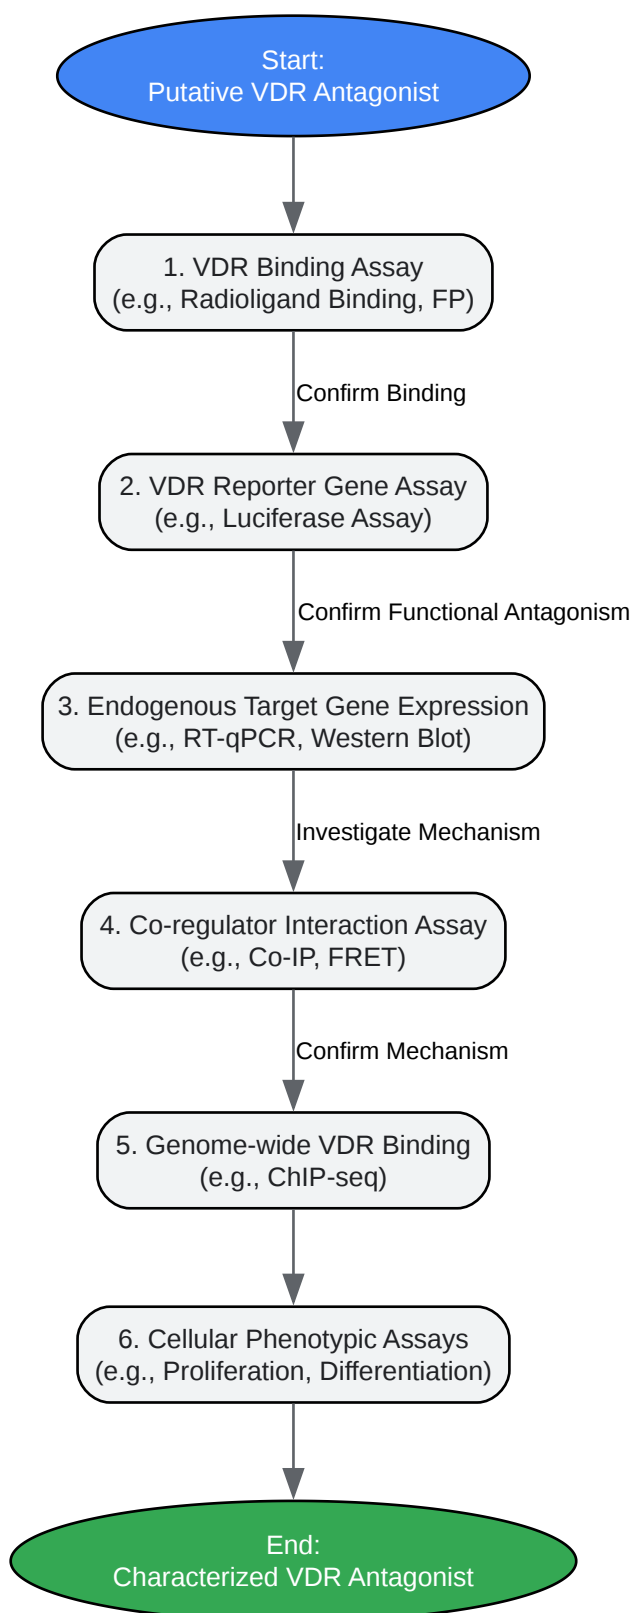 Start:
Putative VDR Antagonist
1. VDR Binding Assay
(e.g., Radioligand Binding, FP)
Confirm Binding
2. VDR Reporter Gene Assay
(e.g., Luciferase Assay)
Confirm Functional Antagonism
3. Endogenous Target Gene Expression
(e.g., RT-qPCR, Western Blot)
Investigate Mechanism
4. Co-regulator Interaction Assay
(e.g., Co-IP, FRET)
Confirm Mechanism
5. Genome-wide VDR Binding
(e.g., ChIP-seq)
6. Cellular Phenotypic Assays
(e.g., Proliferation, Differentiation)
End:
Characterized VDR Antagonist